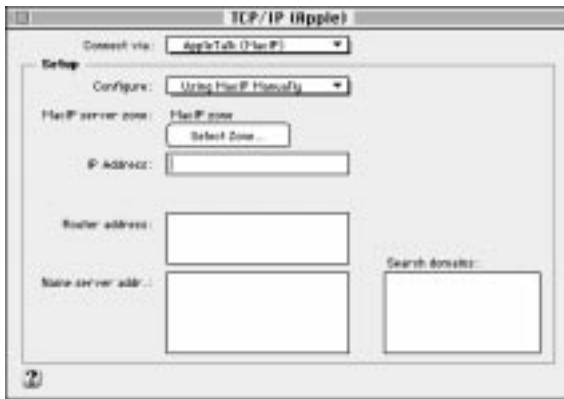 TCP/IP (Apple)
Connect via: AppleTalk (MacIP)
Setup
Configure: Using MacIP Manually
MacIP server zone: MacIP zone
Select Zone...
IP Address:
Router address:
Search domains:
Name server addr.:
?